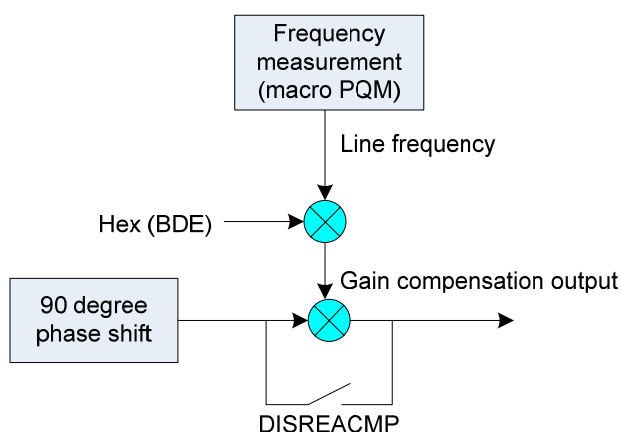 Frequency
measurement
(macro PQM)
Line frequency
Hex (BDE)
Gain compensation output
90 degree
phase shift
DISREACMP